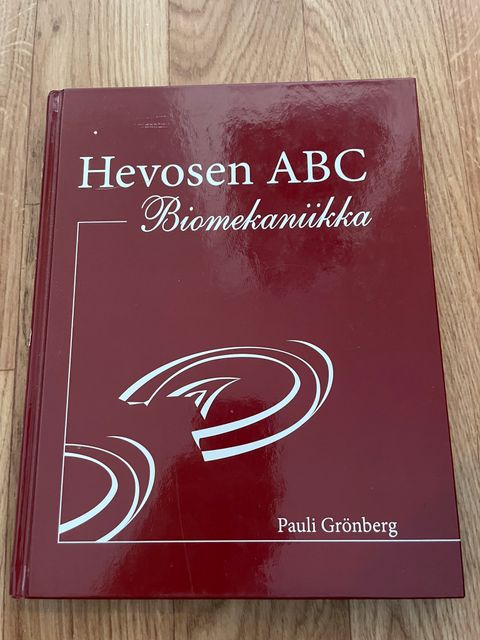 Hevosen ABC
Biomekaniikka
Pauli Grönberg